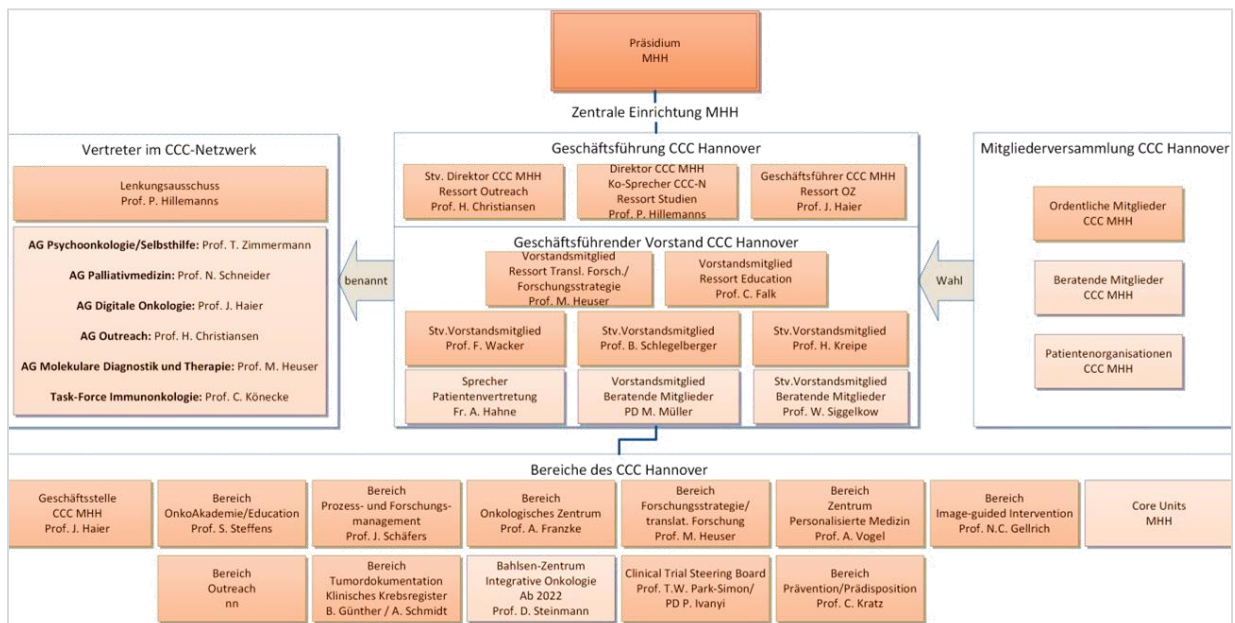 Präsidium
MHH
Zentrale Einrichtung MHH
Vertreter im CCC-Netzwerk
Lenkungsausschuss
Prof. P. Hillemanns
AG Psychoonkologie/Selbsthilfe: Prof. T. Zimmermann
AG Palliativmedizin: Prof. N. Schneider
AG Digitale Onkologie: Prof. J. Haier
AG Outreach: Prof. H. Christiansen
AG Molekulare Diagnostik und Therapie: Prof. M. Heuser
Task-Force Immunonkologie: Prof. C. Könecke
benannt
Geschäftsführung CCC Hannover
Stv. Direktor CCC MHH
Ressort Outreach
Prof. H. Christiansen
Direktor CCC MHH
Ko-Sprecher CCC-N
Ressort Studien
Prof. P. Hillemanns
Geschäftsführer CCC MHH
Ressort OZ
Prof. J. Haier
Geschäftsführender Vorstand CCC Hannover
Vorstandsmitglied
Ressort Transl. Forsch./
Forschungsstrategie
Prof. M. Heuser
Vorstandsmitglied
Ressort Education
Prof. C. Falk
Stv.Vorstandsmitglied
Prof. F. Wacker
Stv.Vorstandsmitglied
Prof. B. Schlegelberger
Stv.Vorstandsmitglied
Prof. H. Kreipe
Sprecher
Patientenvertretung
Fr. A. Hahne
Vorstandsmitglied
Beratende Mitglieder
PD M. Müller
Stv.Vorstandsmitglied
Beratende Mitglieder
Prof. W. Siggelkow
Wahl
Mitgliederversammlung CCC Hannover
Ordentliche Mitglieder
CCC MHH
Beratende Mitglieder
CCC MHH
Patientenorganisationen
CCC MHH
Bereiche des CCC Hannover
Geschäftsstelle
CCC MHH
Prof. J. Haier
Bereich
OnkoAkademie/Education
Prof. S. Steffens
Bereich
Prozess- und Forschungs-
management
Prof. J. Schäfers
Bereich
Onkologisches Zentrum
Prof. A. Franzke
Bereich
Forschungsstrategie/
translat. Forschung
Prof. M. Heuser
Bereich
Zentrum
Personalisierte Medizin
Prof. A. Vogel
Bereich
Image-guided Intervention
Prof. N.C. Gellrich
Core Units
MHH
Bereich
Outreach
nn
Bereich
Tumordokumentation
Klinisches Krebsregister
B. Günther / A. Schmidt
Bahlsen-Zentrum
Integrative Onkologie
Ab 2022
Prof. D. Steinmann
Clinical Trial Steering Board
Prof. T.W. Park-Simon/
PD P. Ivanyi
Bereich
Prävention/Prädisposition
Prof. C. Kratz